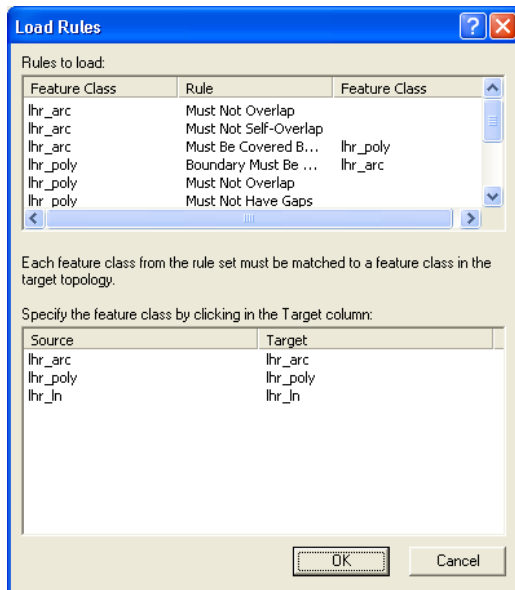 Load Rules
Rules to load:
Feature Class Rule Feature Class
lhr_arc Must Not Overlap
lhr_arc Must Not Self-Overlap
lhr_arc Must Be Covered B... lhr_poly
lhr_poly Boundary Must Be ... lhr_arc
lhr_poly Must Not Overlap
lhr_poly Must Not Have Gaps
Each feature class from the rule set must be matched to a feature class in the
target topology.
Specify the feature class by clicking in the Target column:
Source Target
lhr_arc lhr_arc
lhr_poly lhr_poly
lhr_ln lhr_ln
OK Cancel